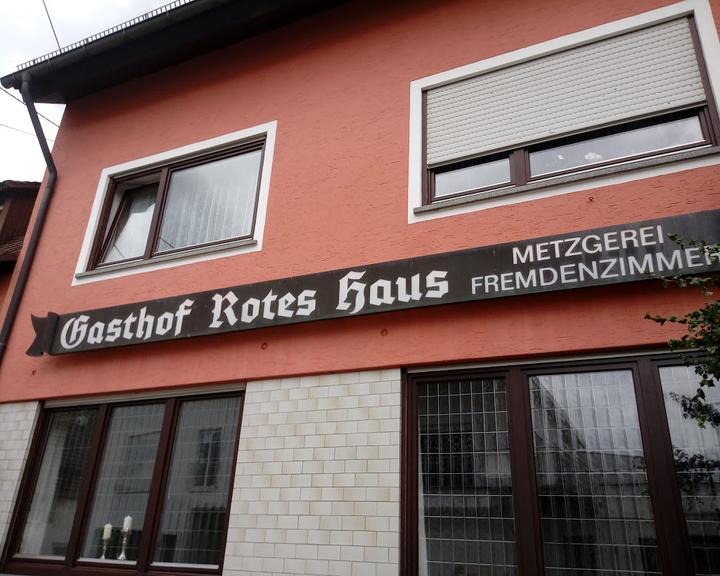 Gasthof Rotes Haus
METZGEREI
FREMDENZIMMER